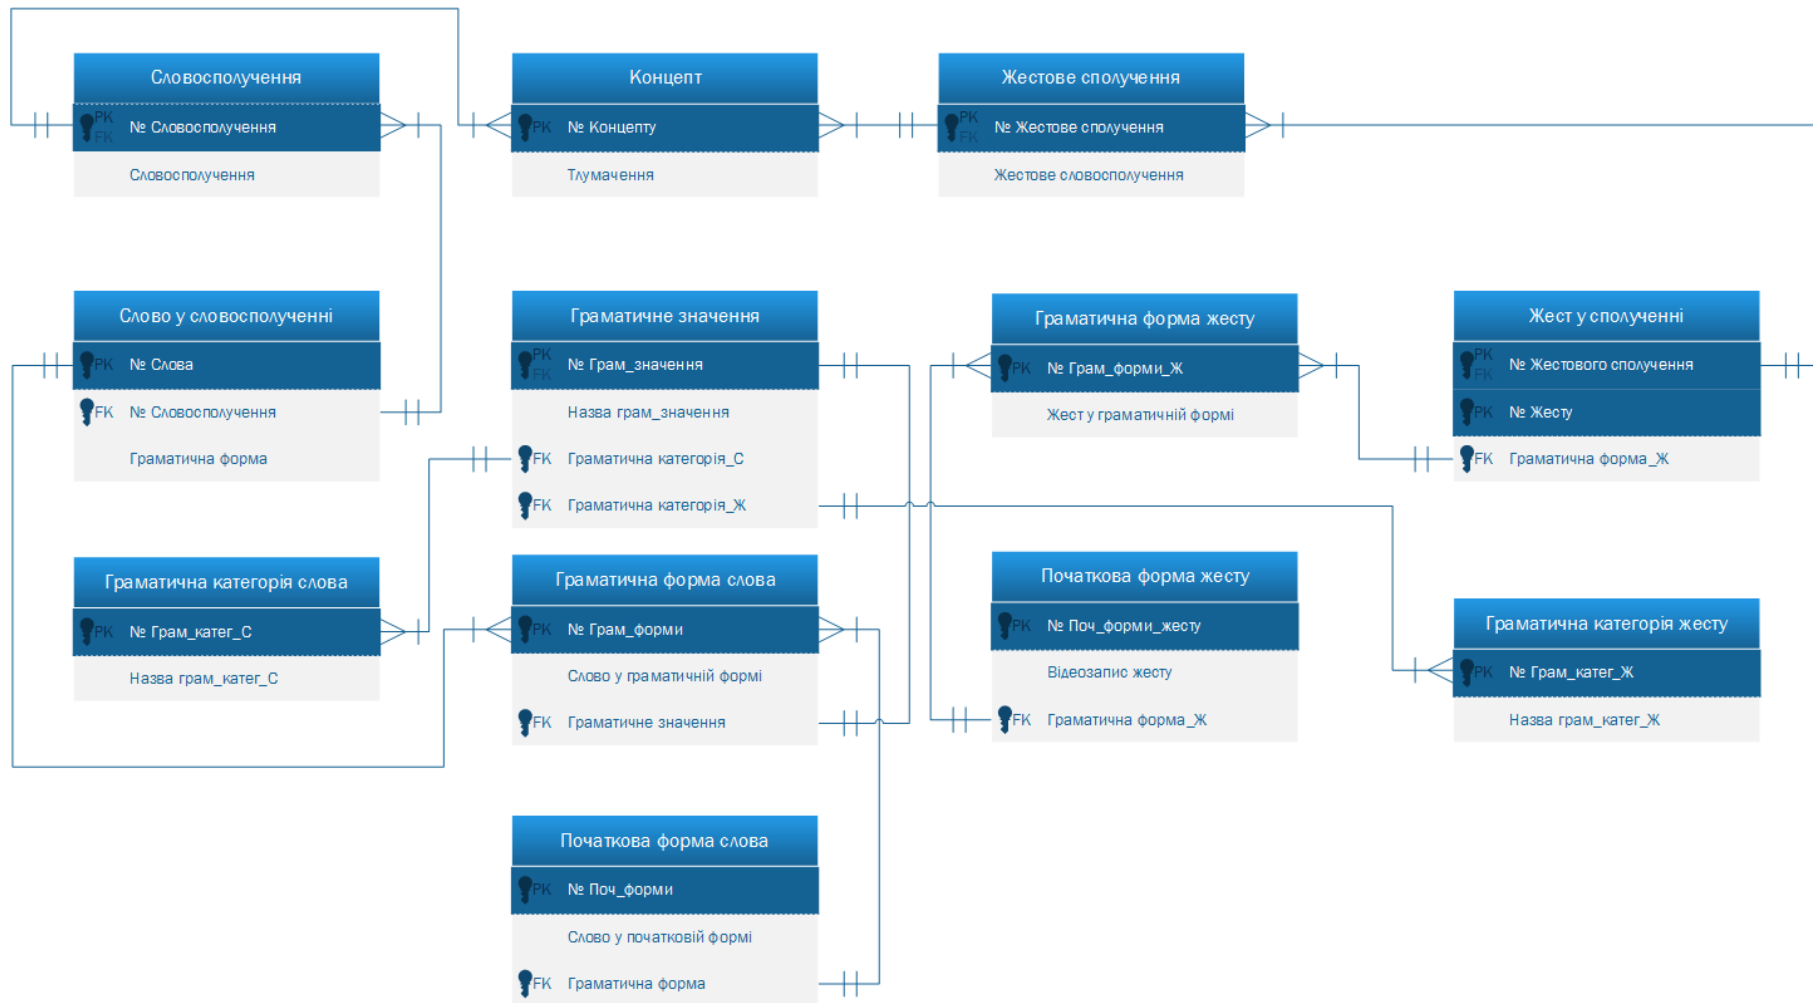 Словосполучення
PK
FK
№ Словосполучення
Словосполучення
Концепт
PK
№ Концепту
Тлумачення
Жестове сполучення
PK
FK
№ Жестове сполучення
Жестове словосполучення
Слово у словосполученні
PK
№ Слова
FK
№ Словосполучення
Граматична форма
Граматичне значення
PK
FK
№ Грам_значення
Назва грам_значення
FK
Граматична категорія_С
FK
Граматична категорія_Ж
Граматична форма жесту
PK
№ Грам_форми_Ж
Жест у граматичній формі
Жест у сполученні
PK
FK
№ Жестового сполучення
PK
№ Жесту
FK
Граматична форма_Ж
Граматична категорія слова
PK
№ Грам_катег_С
Назва грам_катег_С
Граматична форма слова
PK
№ Грам_форми
Слово у граматичній формі
FK
Граматичне значення
Початкова форма жесту
PK
№ Поч_форми_жесту
Відеозапис жесту
FK
Граматична форма_Ж
Граматична категорія жесту
PK
№ Грам_катег_Ж
Назва грам_катег_Ж
Початкова форма слова
PK
№ Поч_форми
Слово у початковій формі
FK
Граматична форма